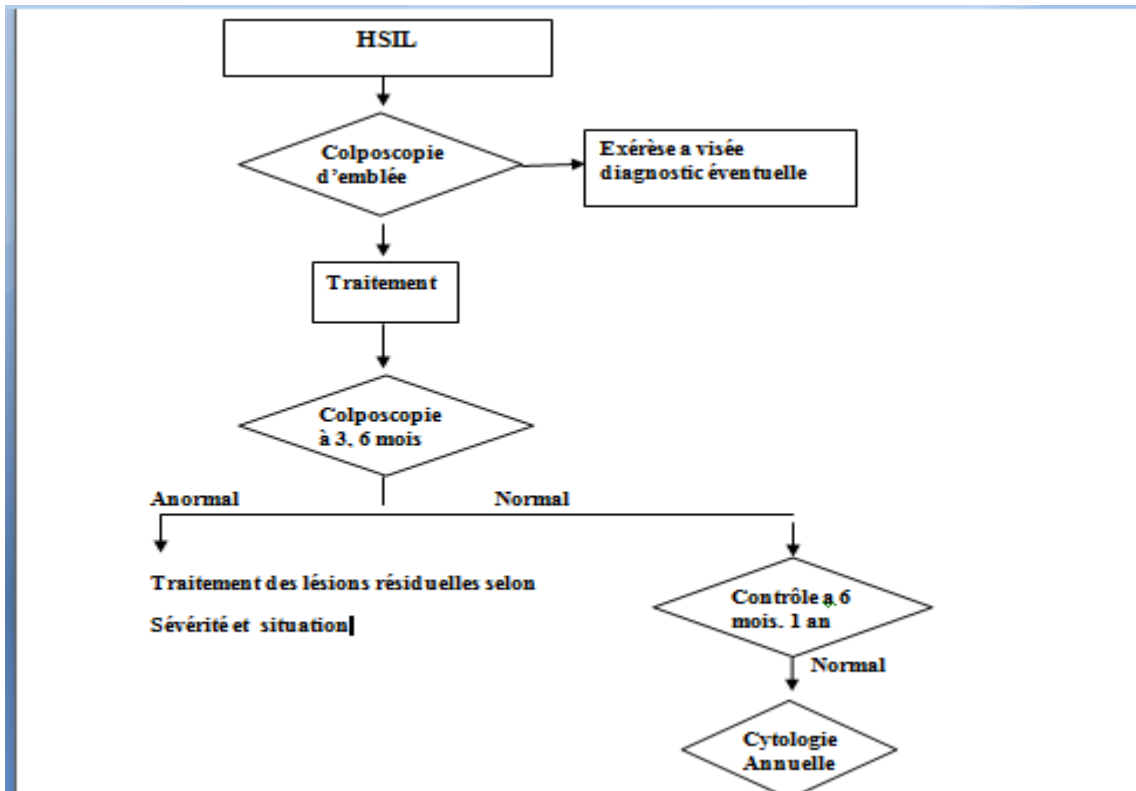 HSIL
Colposcopie
d'emblée
Exérèse a visée
diagnostic éventuelle
Traitement
Colposcopie
à 3, 6 mois
Anormal
Normal
Traitement des lésions résiduelles selon
Sévérité et situation
Contrôle a 6
mois. 1 an
Normal
Cytologie
Annuelle